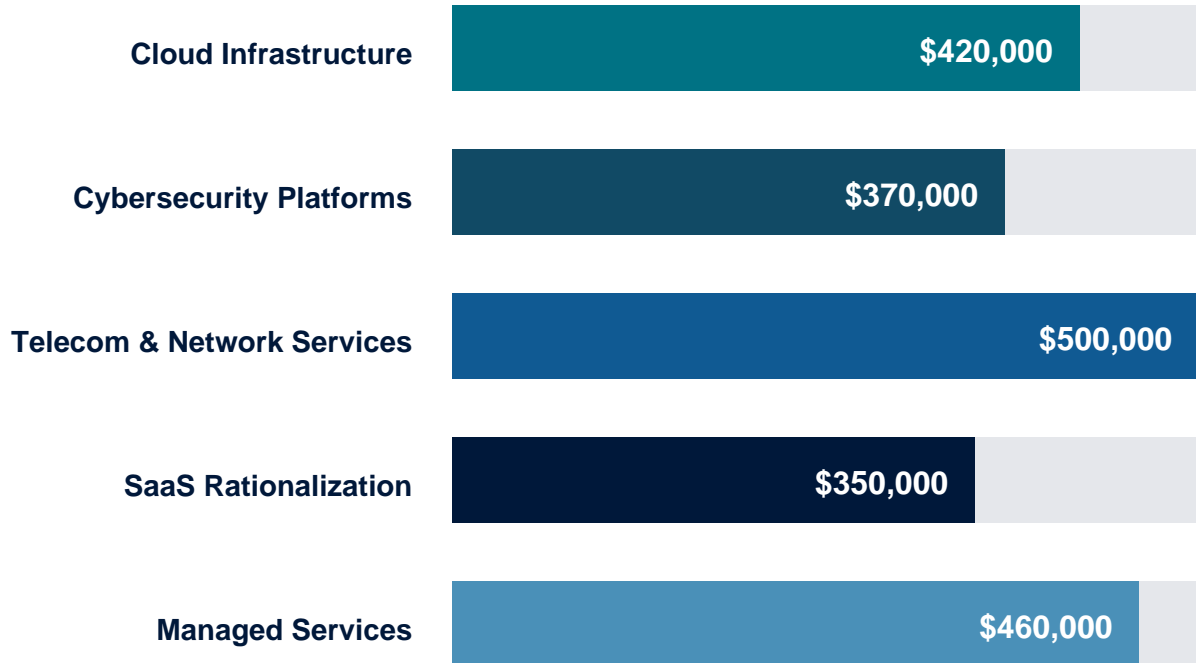 Cloud Infrastructure $420,000
Cybersecurity Platforms $370,000
Telecom & Network Services $500,000
SaaS Rationalization $350,000
Managed Services $460,000